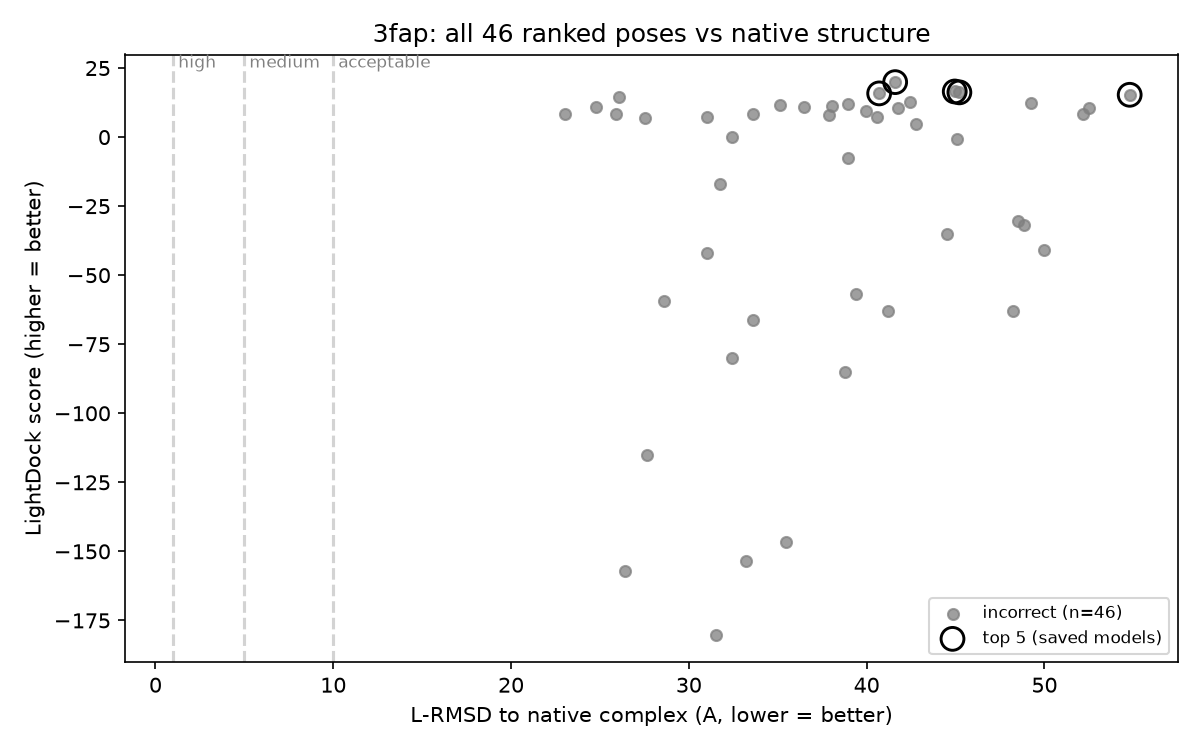 3fap: all 46 ranked poses vs native structure
high
medium
acceptable
25
0
−25
−50
−75
−100
−125
−150
−175
LightDock score (higher = better)
incorrect (n=46)
top 5 (saved models)
0
10
20
30
40
50
L-RMSD to native complex (A, lower = better)